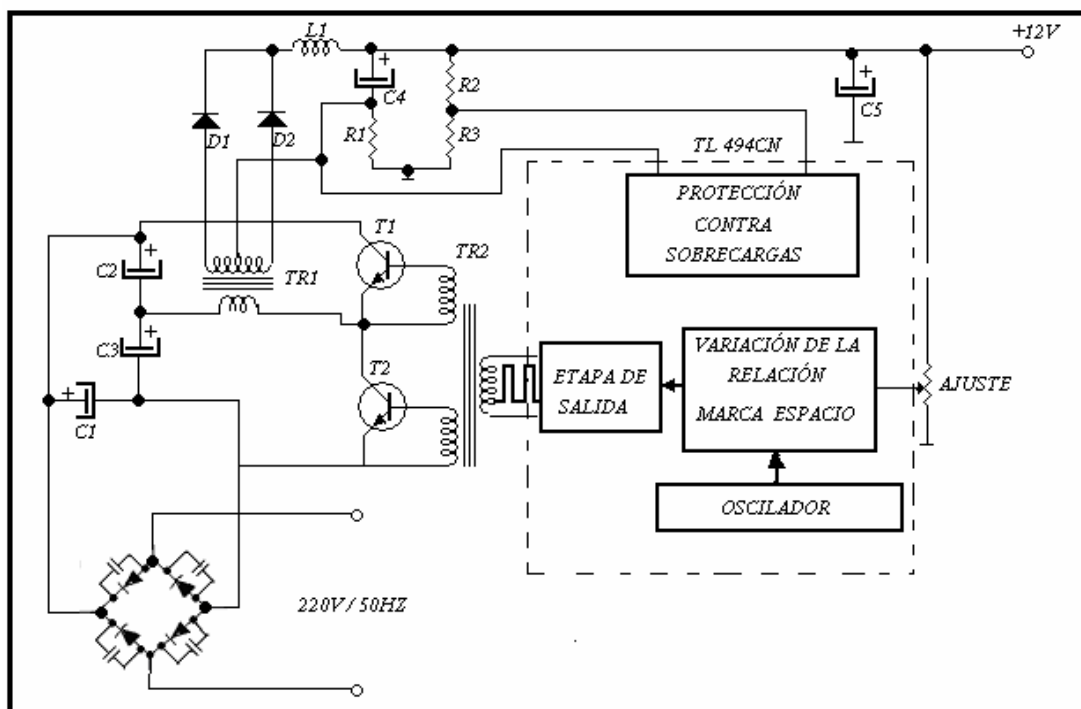 L1
+12V
+
C4
R2
+
C5
D1
D2
R1
R3
TL 494CN
PROTECCIÓN
CONTRA
SOBRECARGAS
T1
TR2
+
C2
TR1
+
C3
T2
VARIACIÓN DE LA
RELACIÓN
MARCA ESPACIO
ETAPA DE
SALIDA
AJUSTE
+
C1
OSCILADOR
220V / 50HZ